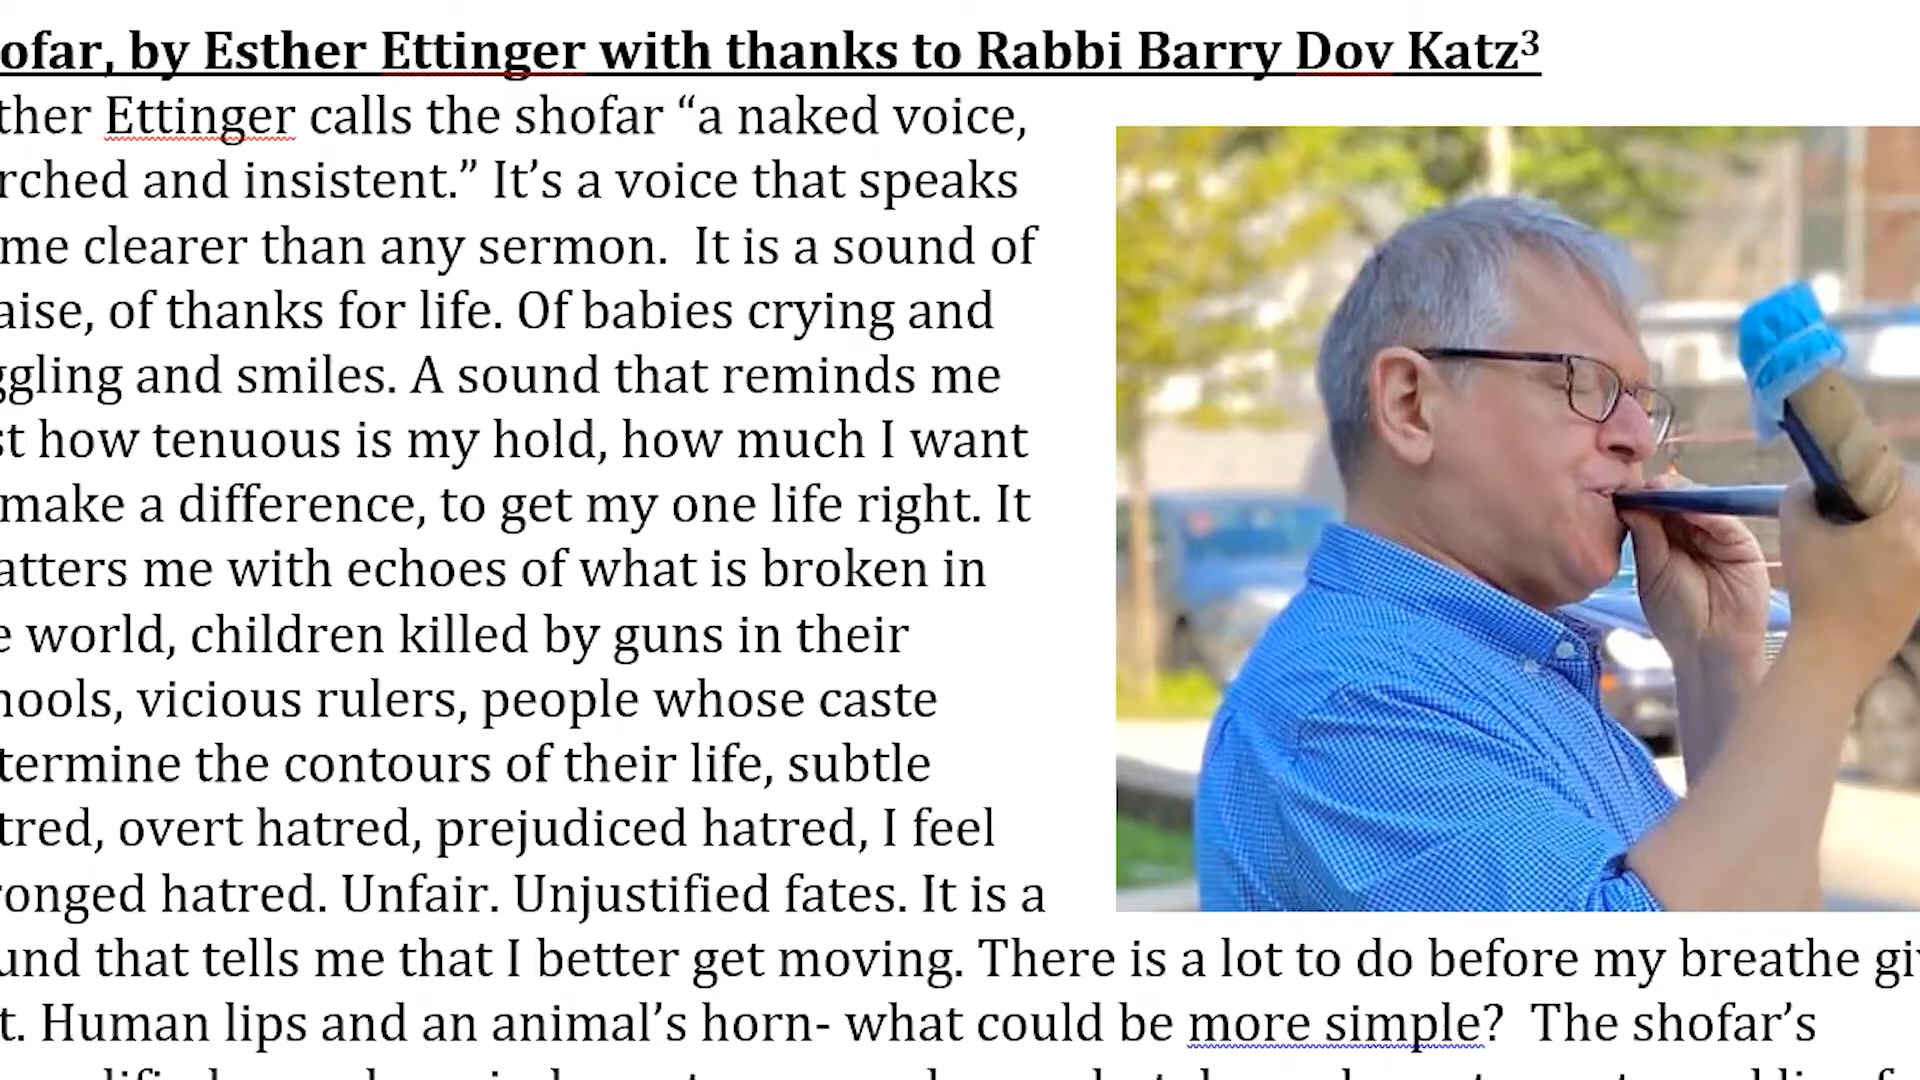 ofar, by Esther Ettinger with thanks to Rabbi Barry Dov Katz³
ther Ettinger calls the shofar “a naked voice,
rched and insistent.” It’s a voice that speaks
me clearer than any sermon.  It is a sound of
aise, of thanks for life. Of babies crying and
ggling and smiles. A sound that reminds me
st how tenuous is my hold, how much I want
make a difference, to get my one life right. It
atters me with echoes of what is broken in
e world, children killed by guns in their
hools, vicious rulers, people whose caste
termine the contours of their life, subtle
tred, overt hatred, prejudiced hatred, I feel
ronged hatred. Unfair. Unjustified fates. It is a
und that tells me that I better get moving. There is a lot to do before my breathe giv
t. Human lips and an animal’s horn- what could be more simple?  The shofar’s